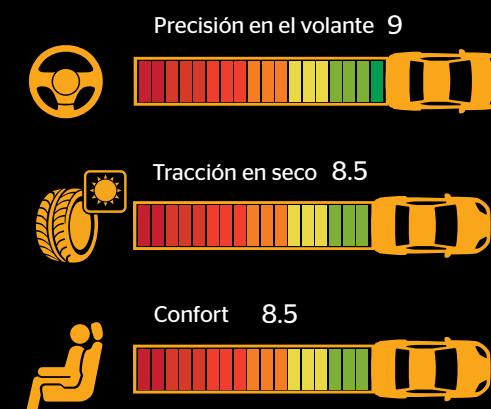 Precisión en el volante 9
Tracción en seco 8.5
Confort 8.5